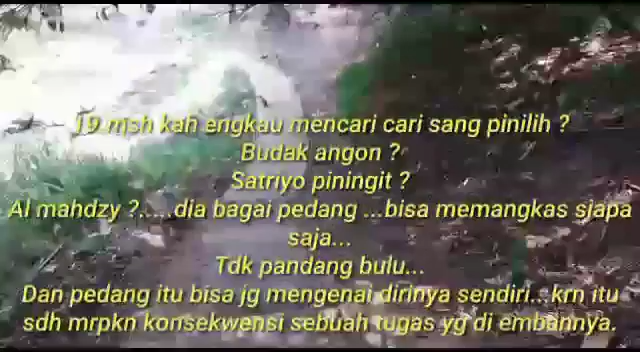 19 msh kah engkau mencari cari sang pinilih ?
Budak angon ?
Satriyo piningit ?
Al mahdzy ?.....dia bagai pedang ...bisa memangkas siapa
saja...
Tdk pandang bulu...
Dan pedang itu bisa jg mengenai dirinya sendiri...krn itu
sdh mrpkn konsekwensi sebuah tugas yg di embannya.